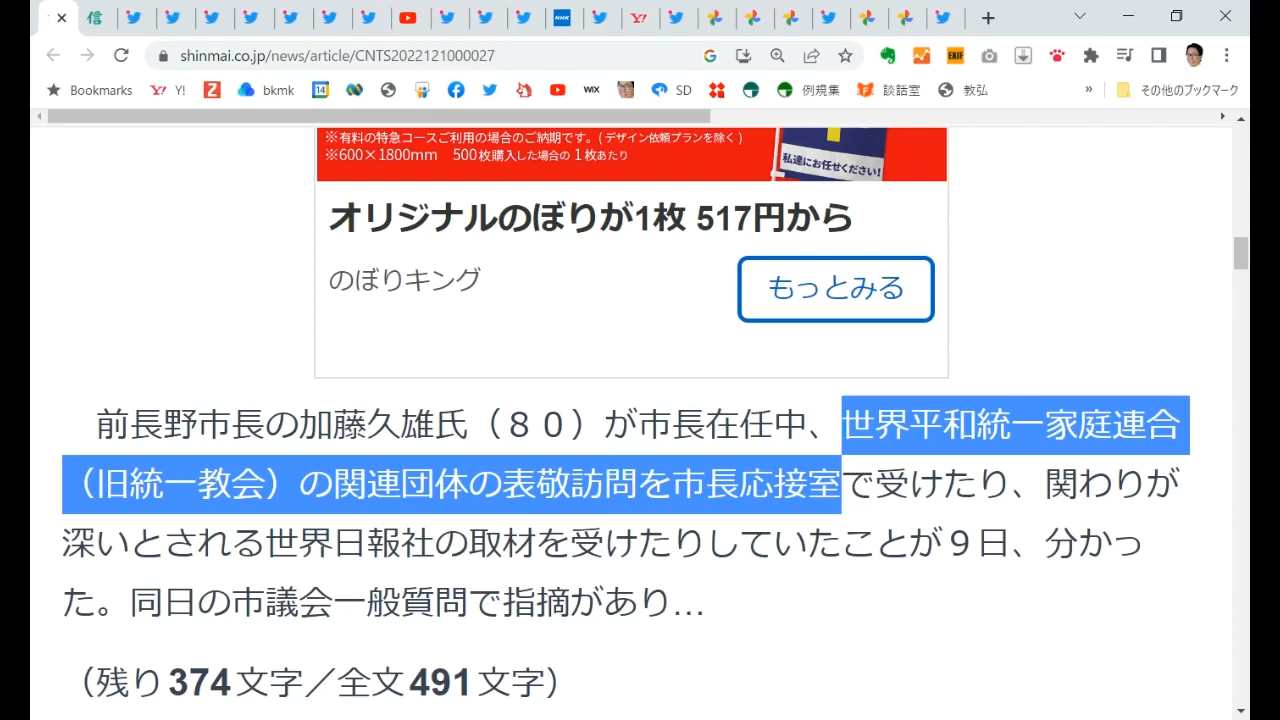 信
NHK
Y!
shinmai.co.jp/news/article/CNTS2022121000027
EXIF
Bookmarks Y! Y! Z bkmk 14 WIX SD 例規集 談話室 教弘 » その他のブックマーク
※有料の特急コースご利用の場合のご納期です。(デザイン依頼プランを除く)
※600×1800mm 500枚購入した場合の1枚あたり
私達にお任せください!
オリジナルのぼりが1枚 517円から
のぼりキング
もっとみる
前長野市長の加藤久雄氏（８０）が市長在任中、世界平和統一家庭連合
（旧統一教会）の関連団体の表敬訪問を市長応接室で受けたり、関わりが
深いとされる世界日報社の取材を受けたりしていたことが９日、分かっ
た。同日の市議会一般質問で指摘があり…
（残り374文字／全文491文字）